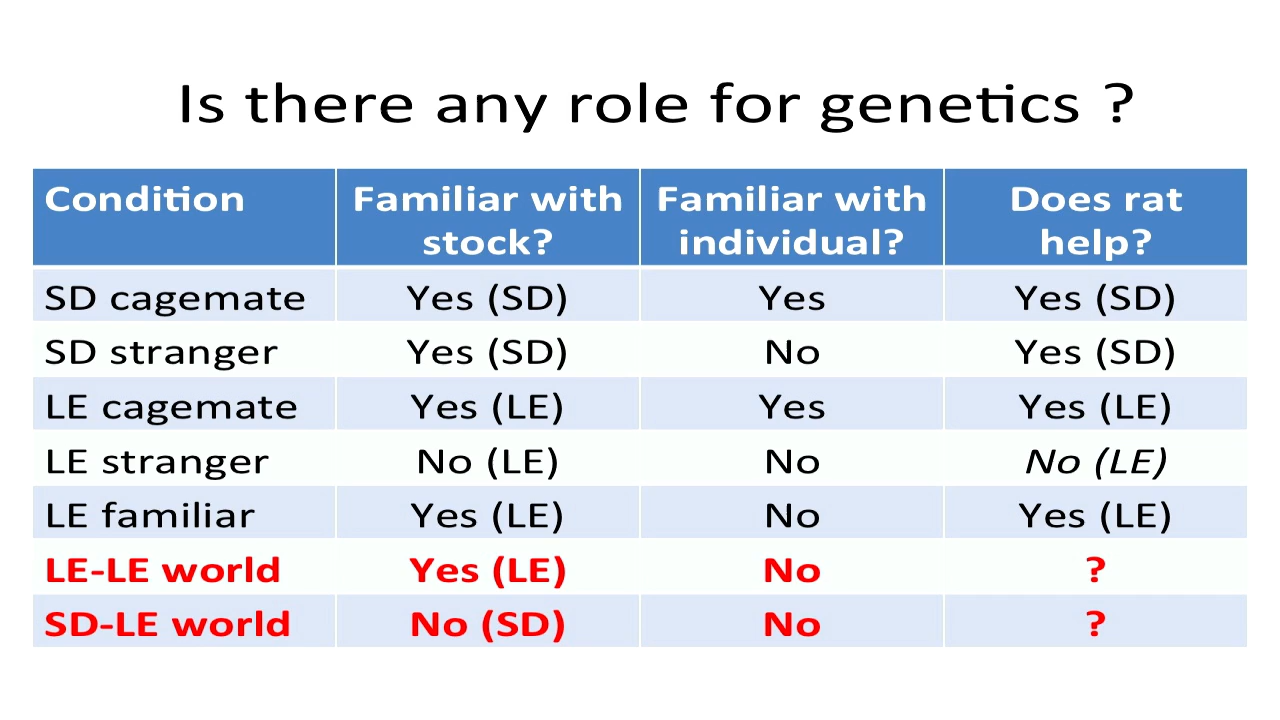 Is there any role for genetics ?
Condition Familiar with stock? Familiar with individual? Does rat help?
SD cagemate Yes (SD) Yes Yes (SD)
SD stranger Yes (SD) No Yes (SD)
LE cagemate Yes (LE) Yes Yes (LE)
LE stranger No (LE) No No (LE)
LE familiar Yes (LE) No Yes (LE)
LE-LE world Yes (LE) No ?
SD-LE world No (SD) No ?